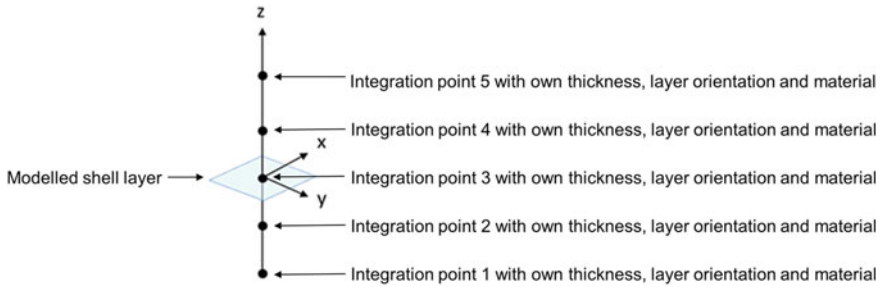 z
Integration point 5 with own thickness, layer orientation and material
Integration point 4 with own thickness, layer orientation and material
x
Modelled shell layer
Integration point 3 with own thickness, layer orientation and material
y
Integration point 2 with own thickness, layer orientation and material
Integration point 1 with own thickness, layer orientation and material